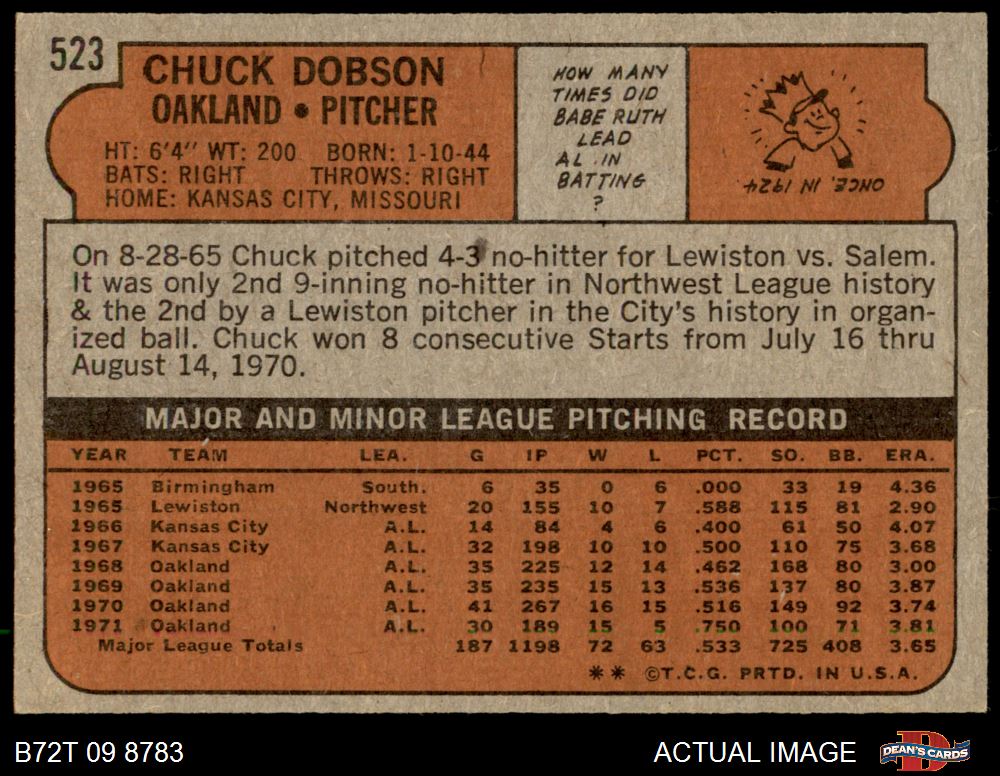 523
CHUCK DOBSON
OAKLAND • PITCHER
HT: 6'4" WT: 200 BORN: 1-10-44
BATS: RIGHT THROWS: RIGHT
HOME: KANSAS CITY, MISSOURI
HOW MANY
TIMES DID
BABE RUTH
LEAD
AL IN
BATTING
?
ONCE, IN 1924
On 8-28-65 Chuck pitched 4-3 no-hitter for Lewiston vs. Salem.
It was only 2nd 9-inning no-hitter in Northwest League history
& the 2nd by a Lewiston pitcher in the City's history in organ-
ized ball. Chuck won 8 consecutive Starts from July 16 thru
August 14, 1970.
MAJOR AND MINOR LEAGUE PITCHING RECORD
YEAR TEAM LEA. G IP W L PCT. SO. BB. ERA.
1965 Birmingham South. 6 35 0 6 .000 33 19 4.36
1965 Lewiston Northwest 20 155 10 7 .588 115 81 2.90
1966 Kansas City A.L. 14 84 4 6 .400 61 50 4.07
1967 Kansas City A.L. 32 198 10 10 .500 110 75 3.68
1968 Oakland A.L. 35 225 12 14 .462 168 80 3.00
1969 Oakland A.L. 35 235 15 13 .536 137 80 3.87
1970 Oakland A.L. 41 267 16 15 .516 149 92 3.74
1971 Oakland A.L. 30 189 15 5 .750 100 71 3.81
Major League Totals 187 1198 72 63 .533 725 408 3.65
** ©T.C.G. PRTD. IN U.S.A.
B72T 09 8783
ACTUAL IMAGE
DEAN'S CARDS